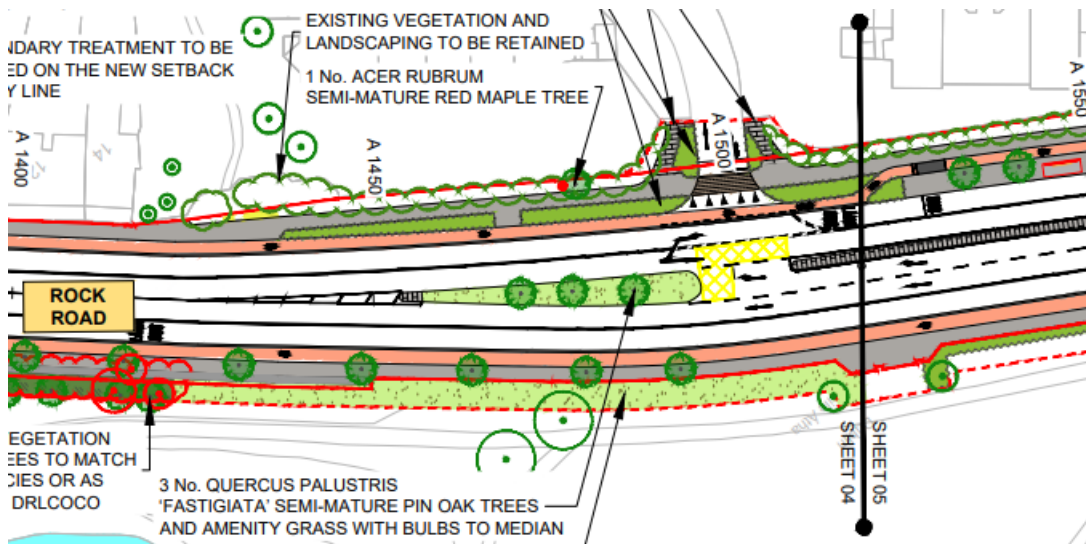 EXISTING VEGETATION AND
LANDSCAPING TO BE RETAINED
NDARY TREATMENT TO BE
ED ON THE NEW SETBACK
Y LINE
1 No. ACER RUBRUM
SEMI-MATURE RED MAPLE TREE
A 1400
14
A 1450
A 1500
A 1550
ROCK
ROAD
SHEET 04
SHEET 05
EGETATION
EES TO MATCH
CIES OR AS
DRLCOCO
3 No. QUERCUS PALUSTRIS
'FASTIGIATA' SEMI-MATURE PIN OAK TREES
AND AMENITY GRASS WITH BULBS TO MEDIAN